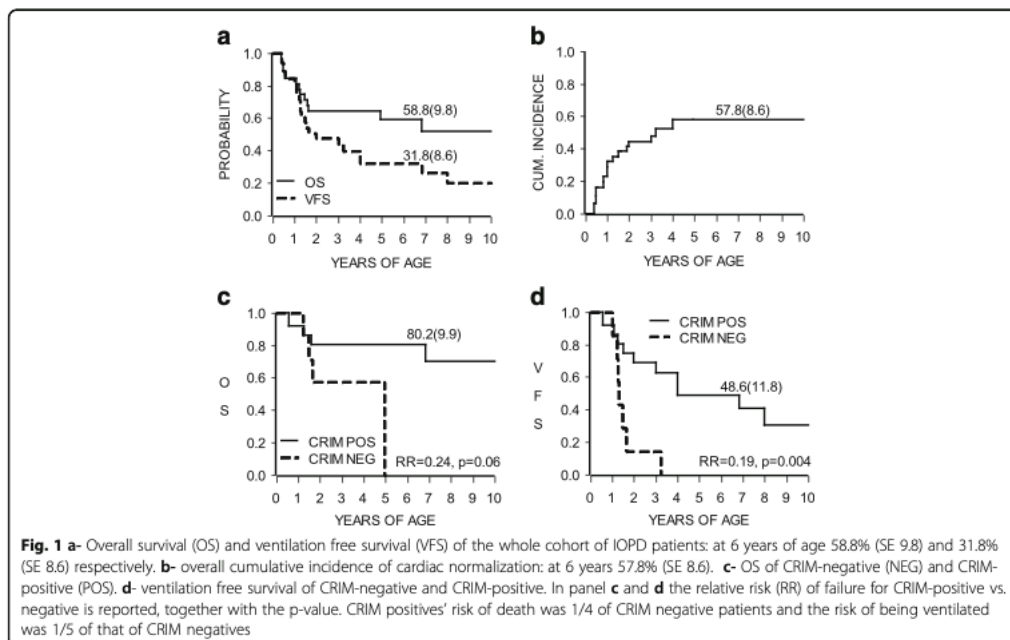 a
1.0
0.8
0.6
0.4
0.2
0.0
PROBABILITY
58.8(9.8)
31.8(8.6)
OS
VFS
0 1 2 3 4 5 6 7 8 9 10
YEARS OF AGE
b
1.0
0.8
0.6
0.4
0.2
0.0
CUM. INCIDENCE
57.8(8.6)
0 1 2 3 4 5 6 7 8 9 10
YEARS OF AGE
c
1.0
0.8
0.6
0.4
0.2
0.0
O
S
80.2(9.9)
CRIM POS
CRIM NEG
RR=0.24, p=0.06
0 1 2 3 4 5 6 7 8 9 10
YEARS OF AGE
d
1.0
0.8
0.6
0.4
0.2
0.0
V
F
S
CRIM POS
CRIM NEG
48.6(11.8)
RR=0.19, p=0.004
0 1 2 3 4 5 6 7 8 9 10
YEARS OF AGE
Fig. 1 a- Overall survival (OS) and ventilation free survival (VFS) of the whole cohort of IOPD patients: at 6 years of age 58.8% (SE 9.8) and 31.8%
(SE 8.6) respectively. b- overall cumulative incidence of cardiac normalization: at 6 years 57.8% (SE 8.6). c- OS of CRIM-negative (NEG) and CRIM-
positive (POS). d- ventilation free survival of CRIM-negative and CRIM-positive. In panel c and d the relative risk (RR) of failure for CRIM-positive vs.
negative is reported, together with the p-value. CRIM positives' risk of death was 1/4 of CRIM negative patients and the risk of being ventilated
was 1/5 of that of CRIM negatives